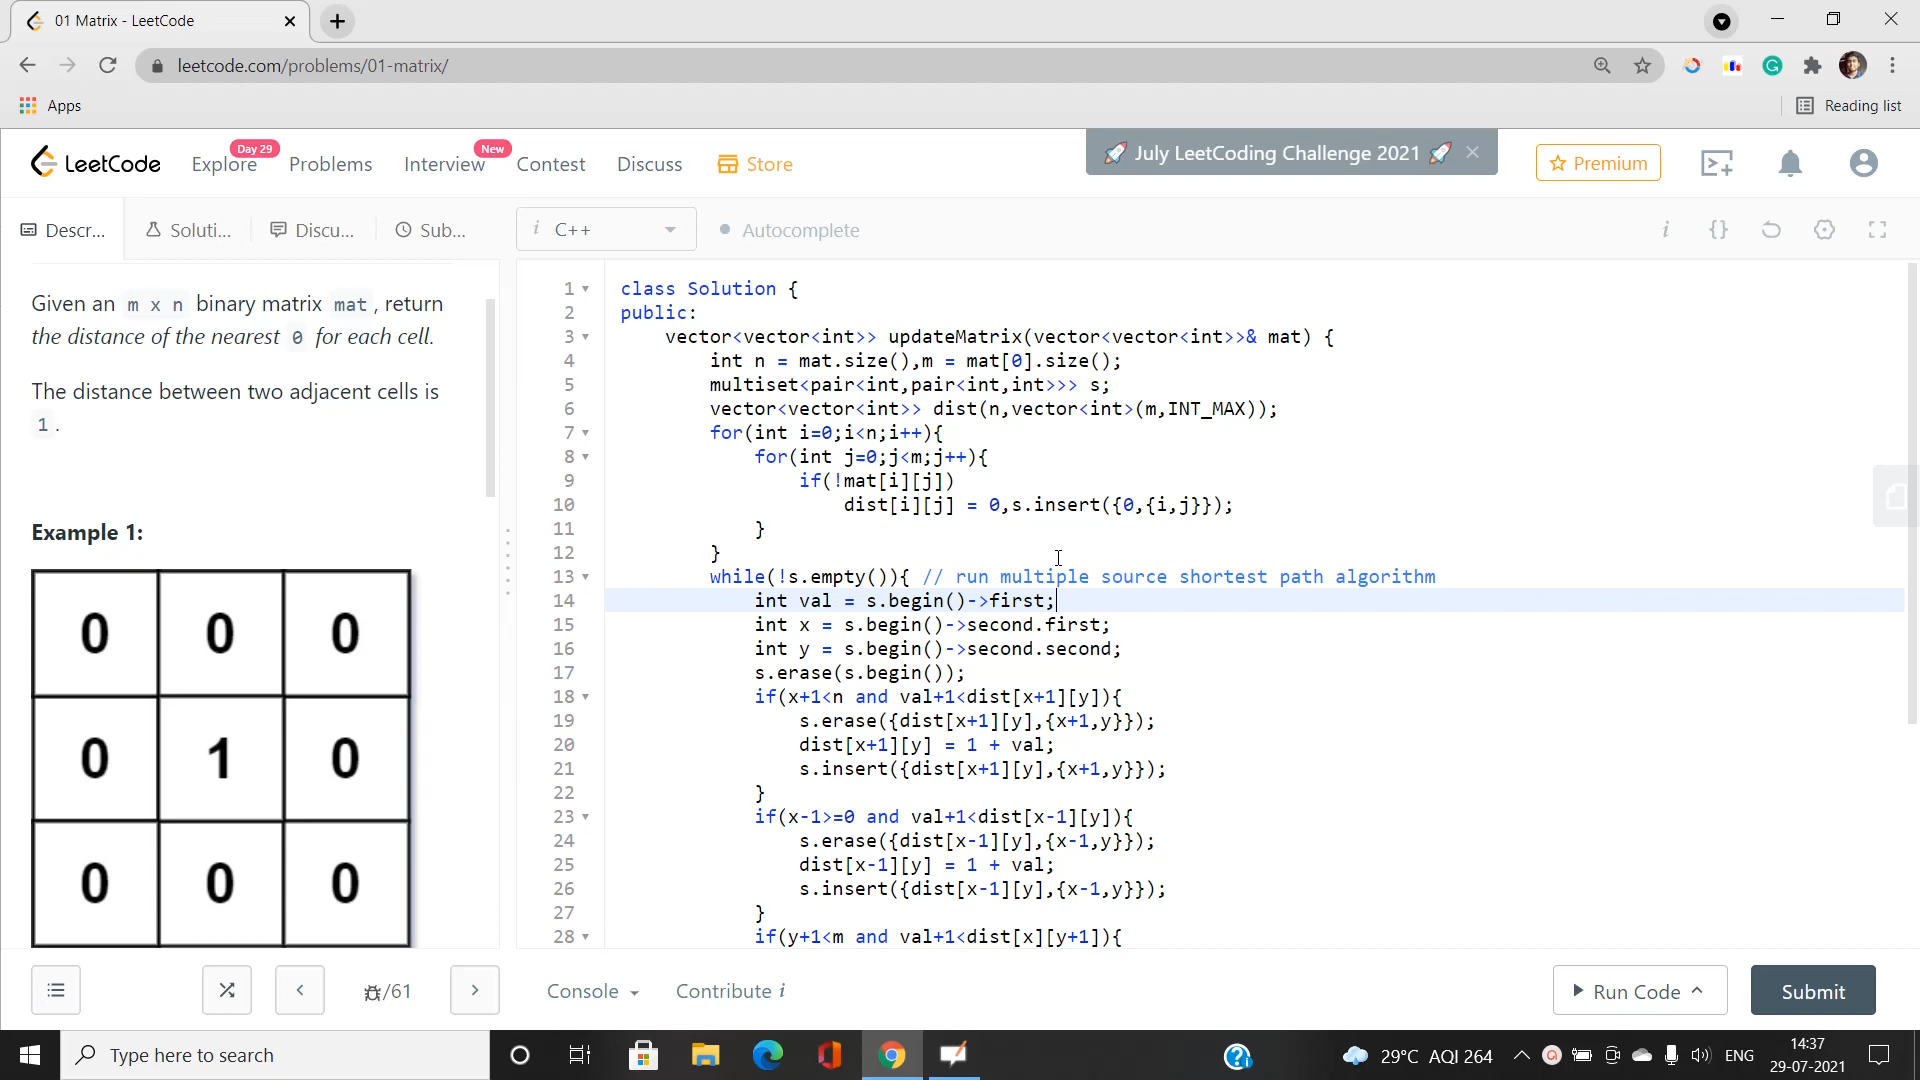 01 Matrix - LeetCode
leetcode.com/problems/01-matrix/
Apps
Reading list
LeetCode
Explore
Day 29
Problems
Interview
New
Contest
Discuss
Store
July LeetCoding Challenge 2021
Premium
Descr...
Soluti...
Discu...
Sub...
i C++
Autocomplete
Given an m x n binary matrix mat, return
the distance of the nearest 0 for each cell.
The distance between two adjacent cells is
1.
Example 1:
0 0 0
0 1 0
0 0 0
1 class Solution {
2 public:
3 vector<vector<int>> updateMatrix(vector<vector<int>>& mat) {
4 int n = mat.size(),m = mat[0].size();
5 multiset<pair<int,pair<int,int>>> s;
6 vector<vector<int>> dist(n,vector<int>(m,INT_MAX));
7 for(int i=0;i<n;i++){
8 for(int j=0;j<m;j++){
9 if(!mat[i][j])
10 dist[i][j] = 0,s.insert({0,{i,j}});
11 }
12 }
13 while(!s.empty()){ // run multiple source shortest path algorithm
14 int val = s.begin()->first;
15 int x = s.begin()->second.first;
16 int y = s.begin()->second.second;
17 s.erase(s.begin());
18 if(x+1<n and val+1<dist[x+1][y]){
19 s.erase({dist[x+1][y],{x+1,y}});
20 dist[x+1][y] = 1 + val;
21 s.insert({dist[x+1][y],{x+1,y}});
22 }
23 if(x-1>=0 and val+1<dist[x-1][y]){
24 s.erase({dist[x-1][y],{x-1,y}});
25 dist[x-1][y] = 1 + val;
26 s.insert({dist[x-1][y],{x-1,y}});
27 }
28 if(y+1<m and val+1<dist[x][y+1]){
/61
Console
Contribute i
Run Code
Submit
Type here to search
29°C AQI 264
ENG
14:37
29-07-2021